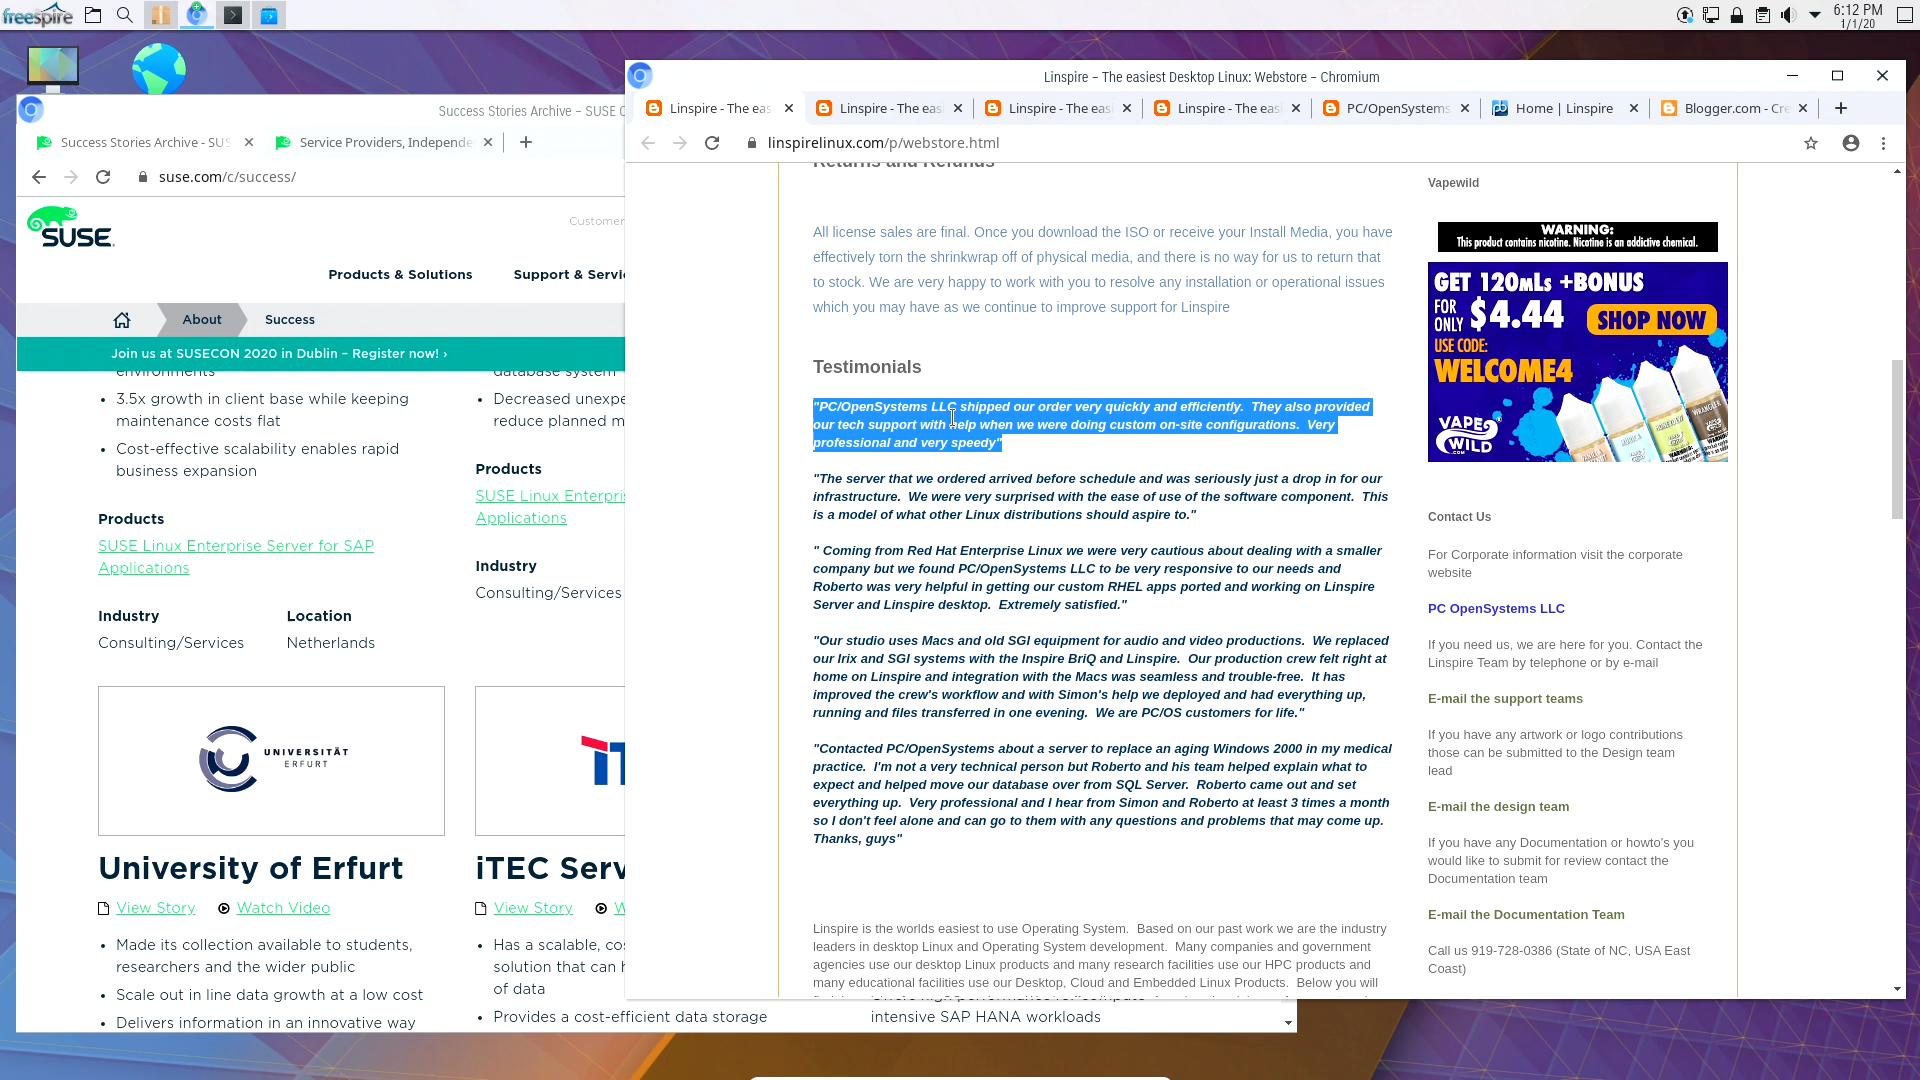 freespire
6:12 PM
1/1/20
Success Stories Archive – SUSE C
Success Stories Archive - SUS
Service Providers, Independe
suse.com/c/success/
SUSE
Customer
Products & Solutions
Support & Servic
About
Success
Join us at SUSECON 2020 in Dublin – Register now! ›
environments
3.5x growth in client base while keeping
maintenance costs flat
Cost-effective scalability enables rapid
business expansion
Products
SUSE Linux Enterprise Server for SAP
Applications
Industry
Location
Consulting/Services
Netherlands
database system
Decreased unexpe
reduce planned m
Products
SUSE Linux Enterpris
Applications
Industry
Consulting/Services
UNIVERSITÄT
ERFURT
iT
University of Erfurt
View Story
Watch Video
Made its collection available to students,
researchers and the wider public
Scale out in line data growth at a low cost
Delivers information in an innovative way
iTEC Serv
View Story
W
Has a scalable, cos
solution that can h
of data
Provides a cost-efficient data storage
intensive SAP HANA workloads
Linspire – The easiest Desktop Linux: Webstore – Chromium
Linspire - The eas
Linspire - The easi
Linspire - The easi
Linspire - The easi
PC/OpenSystems
Home | Linspire
Blogger.com - Cre
linspirelinux.com/p/webstore.html
Returns and Refunds
All license sales are final. Once you download the ISO or receive your Install Media, you have
effectively torn the shrinkwrap off of physical media, and there is no way for us to return that
to stock. We are very happy to work with you to resolve any installation or operational issues
which you may have as we continue to improve support for Linspire
Testimonials
"PC/OpenSystems LLC shipped our order very quickly and efficiently. They also provided
our tech support with help when we were doing custom on-site configurations. Very
professional and very speedy"
"The server that we ordered arrived before schedule and was seriously just a drop in for our
infrastructure. We were very surprised with the ease of use of the software component. This
is a model of what other Linux distributions should aspire to."
" Coming from Red Hat Enterprise Linux we were very cautious about dealing with a smaller
company but we found PC/OpenSystems LLC to be very responsive to our needs and
Roberto was very helpful in getting our custom RHEL apps ported and working on Linspire
Server and Linspire desktop. Extremely satisfied."
"Our studio uses Macs and old SGI equipment for audio and video productions. We replaced
our Irix and SGI systems with the Inspire BriQ and Linspire. Our production crew felt right at
home on Linspire and integration with the Macs was seamless and trouble-free. It has
improved the crew's workflow and with Simon's help we deployed and had everything up,
running and files transferred in one evening. We are PC/OS customers for life."
"Contacted PC/OpenSystems about a server to replace an aging Windows 2000 in my medical
practice. I'm not a very technical person but Roberto and his team helped explain what to
expect and helped move our database over from SQL Server. Roberto came out and set
everything up. Very professional and I hear from Simon and Roberto at least 3 times a month
so I don't feel alone and can go to them with any questions and problems that may come up.
Thanks, guys"
Linspire is the worlds easiest to use Operating System. Based on our past work we are the industry
leaders in desktop Linux and Operating System development. Many companies and government
agencies use our desktop Linux products and many research facilities use our HPC products and
many educational facilities use our Desktop, Cloud and Embedded Linux Products. Below you will
Vapewild
WARNING:
This product contains nicotine. Nicotine is an addictive chemical.
GET 120mLs +BONUS
FOR ONLY $4.44
SHOP NOW
USE CODE:
WELCOME4
VAPE
WILD
.COM
Contact Us
For Corporate information visit the corporate
website
PC OpenSystems LLC
If you need us, we are here for you. Contact the
Linspire Team by telephone or by e-mail
E-mail the support teams
If you have any artwork or logo contributions
those can be submitted to the Design team
lead
E-mail the design team
If you have any Documentation or howto's you
would like to submit for review contact the
Documentation team
E-mail the Documentation Team
Call us 919-728-0386 (State of NC, USA East
Coast)